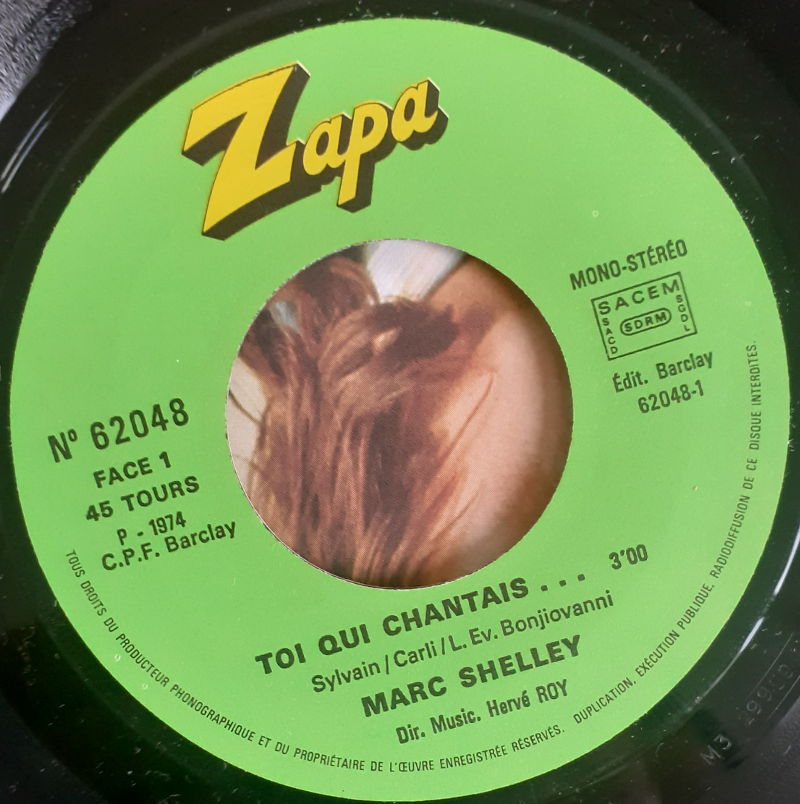 Zapa
MONO-STÉRÉO
SACEM
SACD
SDRM
SGDL
Édit. Barclay
62048-1
Nº 62048
FACE 1
45 TOURS
P - 1974
C.P.F. Barclay
TOI QUI CHANTAIS . . . 3'00
Sylvain / Carli / L. Ev. Bonjiovanni
MARC SHELLEY
Dir. Music. Hervé ROY
TOUS DROITS DU PRODUCTEUR PHONOGRAPHIQUE ET DU PROPRIÉTAIRE DE L'ŒUVRE ENREGISTRÉE RÉSERVÉS. DUPLICATION, EXÉCUTION PUBLIQUE, RADIODIFFUSION DE CE DISQUE INTERDITES.
M3